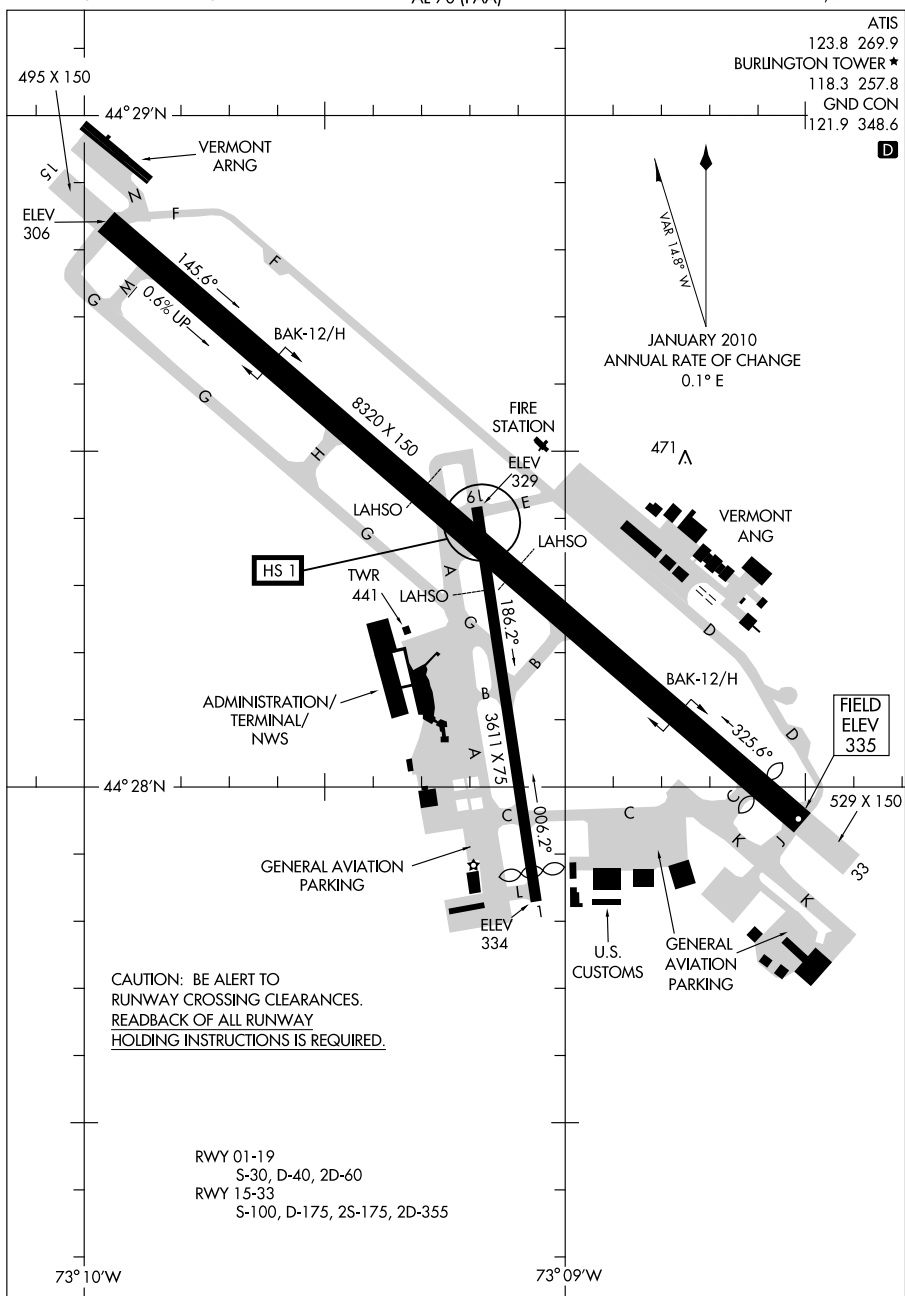 AL-70 (FAA)
ATIS
123.8 269.9
BURLINGTON TOWER ★
118.3 257.8
GND CON
121.9 348.6
D
495 X 150
44°29'N
VERMONT
ARNG
15
N
F
ELEV
306
F
145.6°
VAR 14.8° W
M
G
0.6% UP
BAK-12/H
JANUARY 2010
ANNUAL RATE OF CHANGE
0.1° E
G
8320 X 150
FIRE
STATION
471
H
ELEV
329
19
E
LAHSO
VERMONT
ANG
G
LAHSO
HS 1
A
TWR
441
LAHSO
186.2°
G
D
B
BAK-12/H
ADMINISTRATION/
TERMINAL/
NWS
B
3611 X 75
FIELD
ELEV
335
325.6°
D
A
44°28'N
C
529 X 150
006.2°
C
C
K
J
33
GENERAL AVIATION
PARKING
L
K
1
ELEV
334
U.S.
CUSTOMS
GENERAL
AVIATION
PARKING
CAUTION: BE ALERT TO
RUNWAY CROSSING CLEARANCES.
READBACK OF ALL RUNWAY
HOLDING INSTRUCTIONS IS REQUIRED.
RWY 01-19
S-30, D-40, 2D-60
RWY 15-33
S-100, D-175, 2S-175, 2D-355
73°10'W
73°09'W